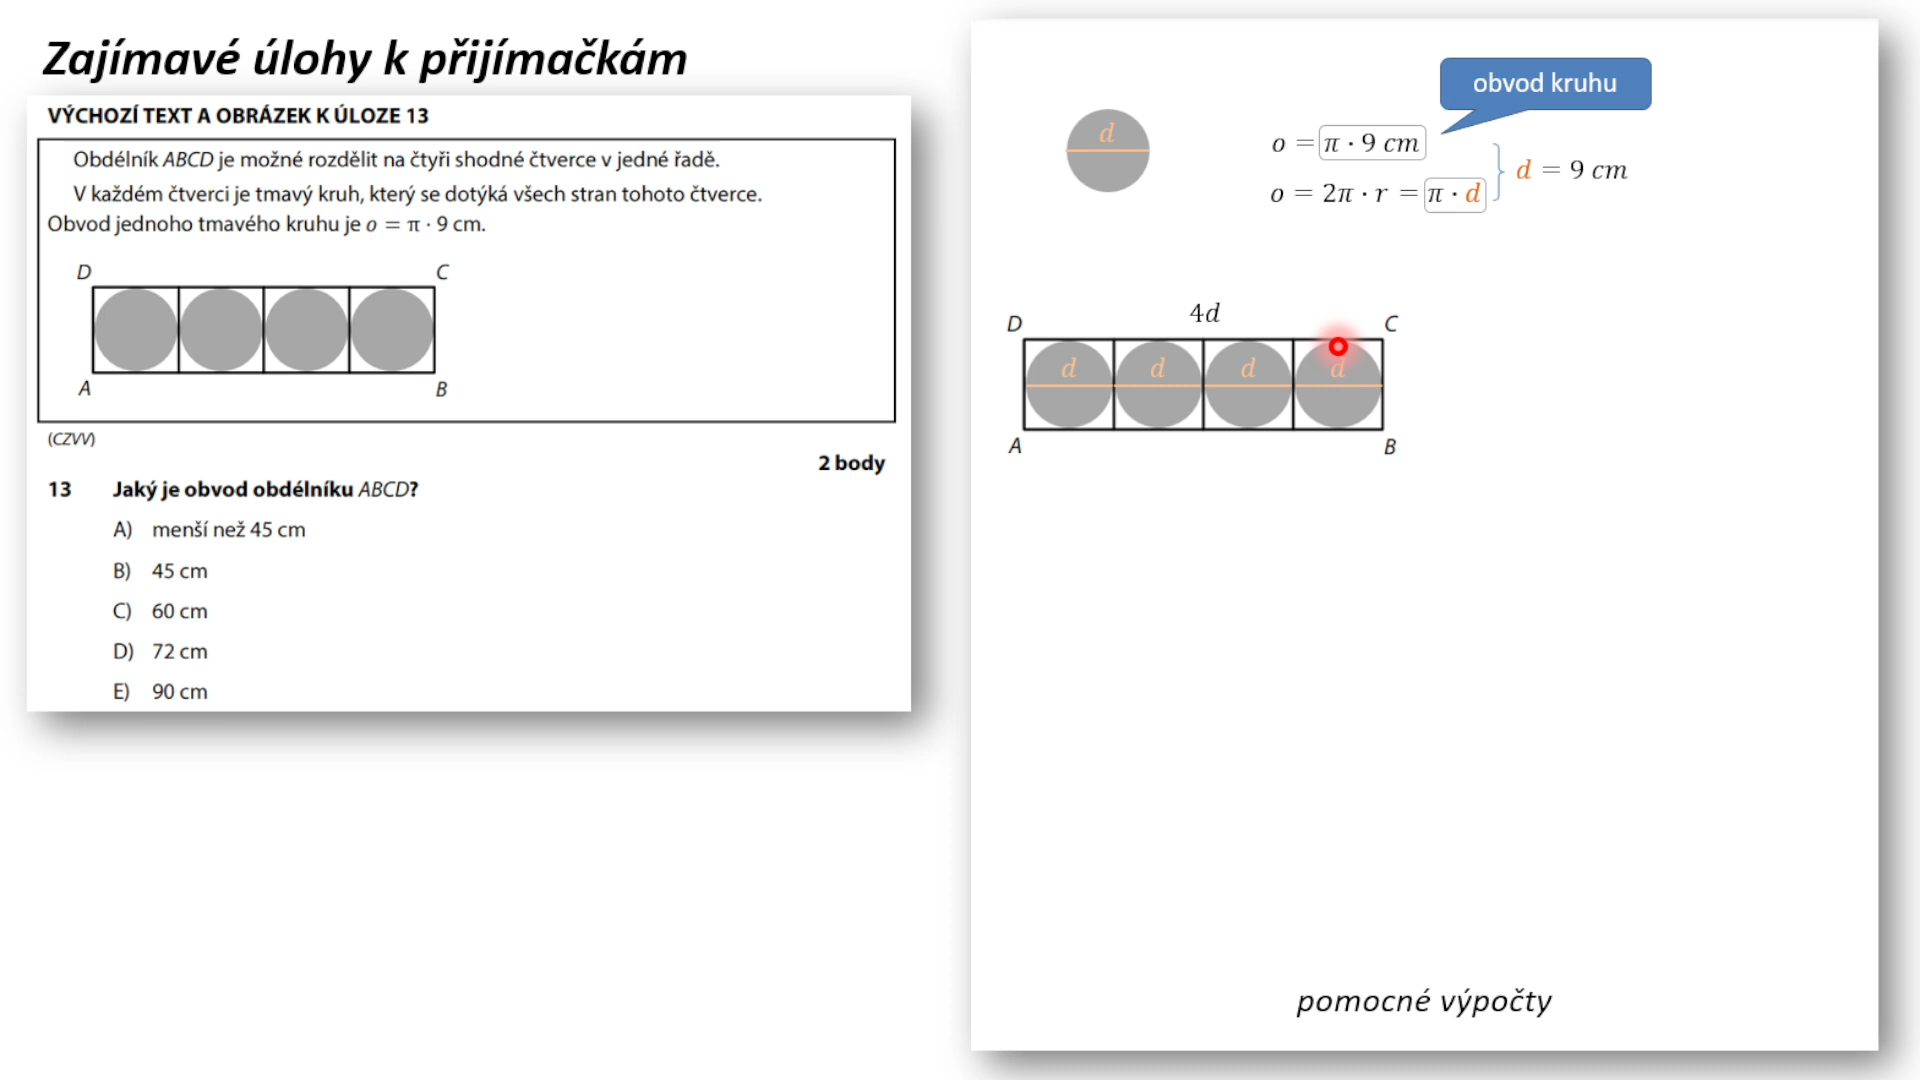 Zajímavé úlohy k přijímačkám
VÝCHOZÍ TEXT A OBRÁZEK K ÚLOZE 13
Obdélník ABCD je možné rozdělit na čtyři shodné čtverce v jedné řadě.
V každém čtverci je tmavý kruh, který se dotýká všech stran tohoto čtverce.
Obvod jednoho tmavého kruhu je o = π · 9 cm.
D C
A B
(CZVV)
2 body
13 Jaký je obvod obdélníku ABCD?
A) menší než 45 cm
B) 45 cm
C) 60 cm
D) 72 cm
E) 90 cm
obvod kruhu
d
o = π · 9 cm
o = 2π · r = π · d
d = 9 cm
4d
D C
d d d d
A B
pomocné výpočty